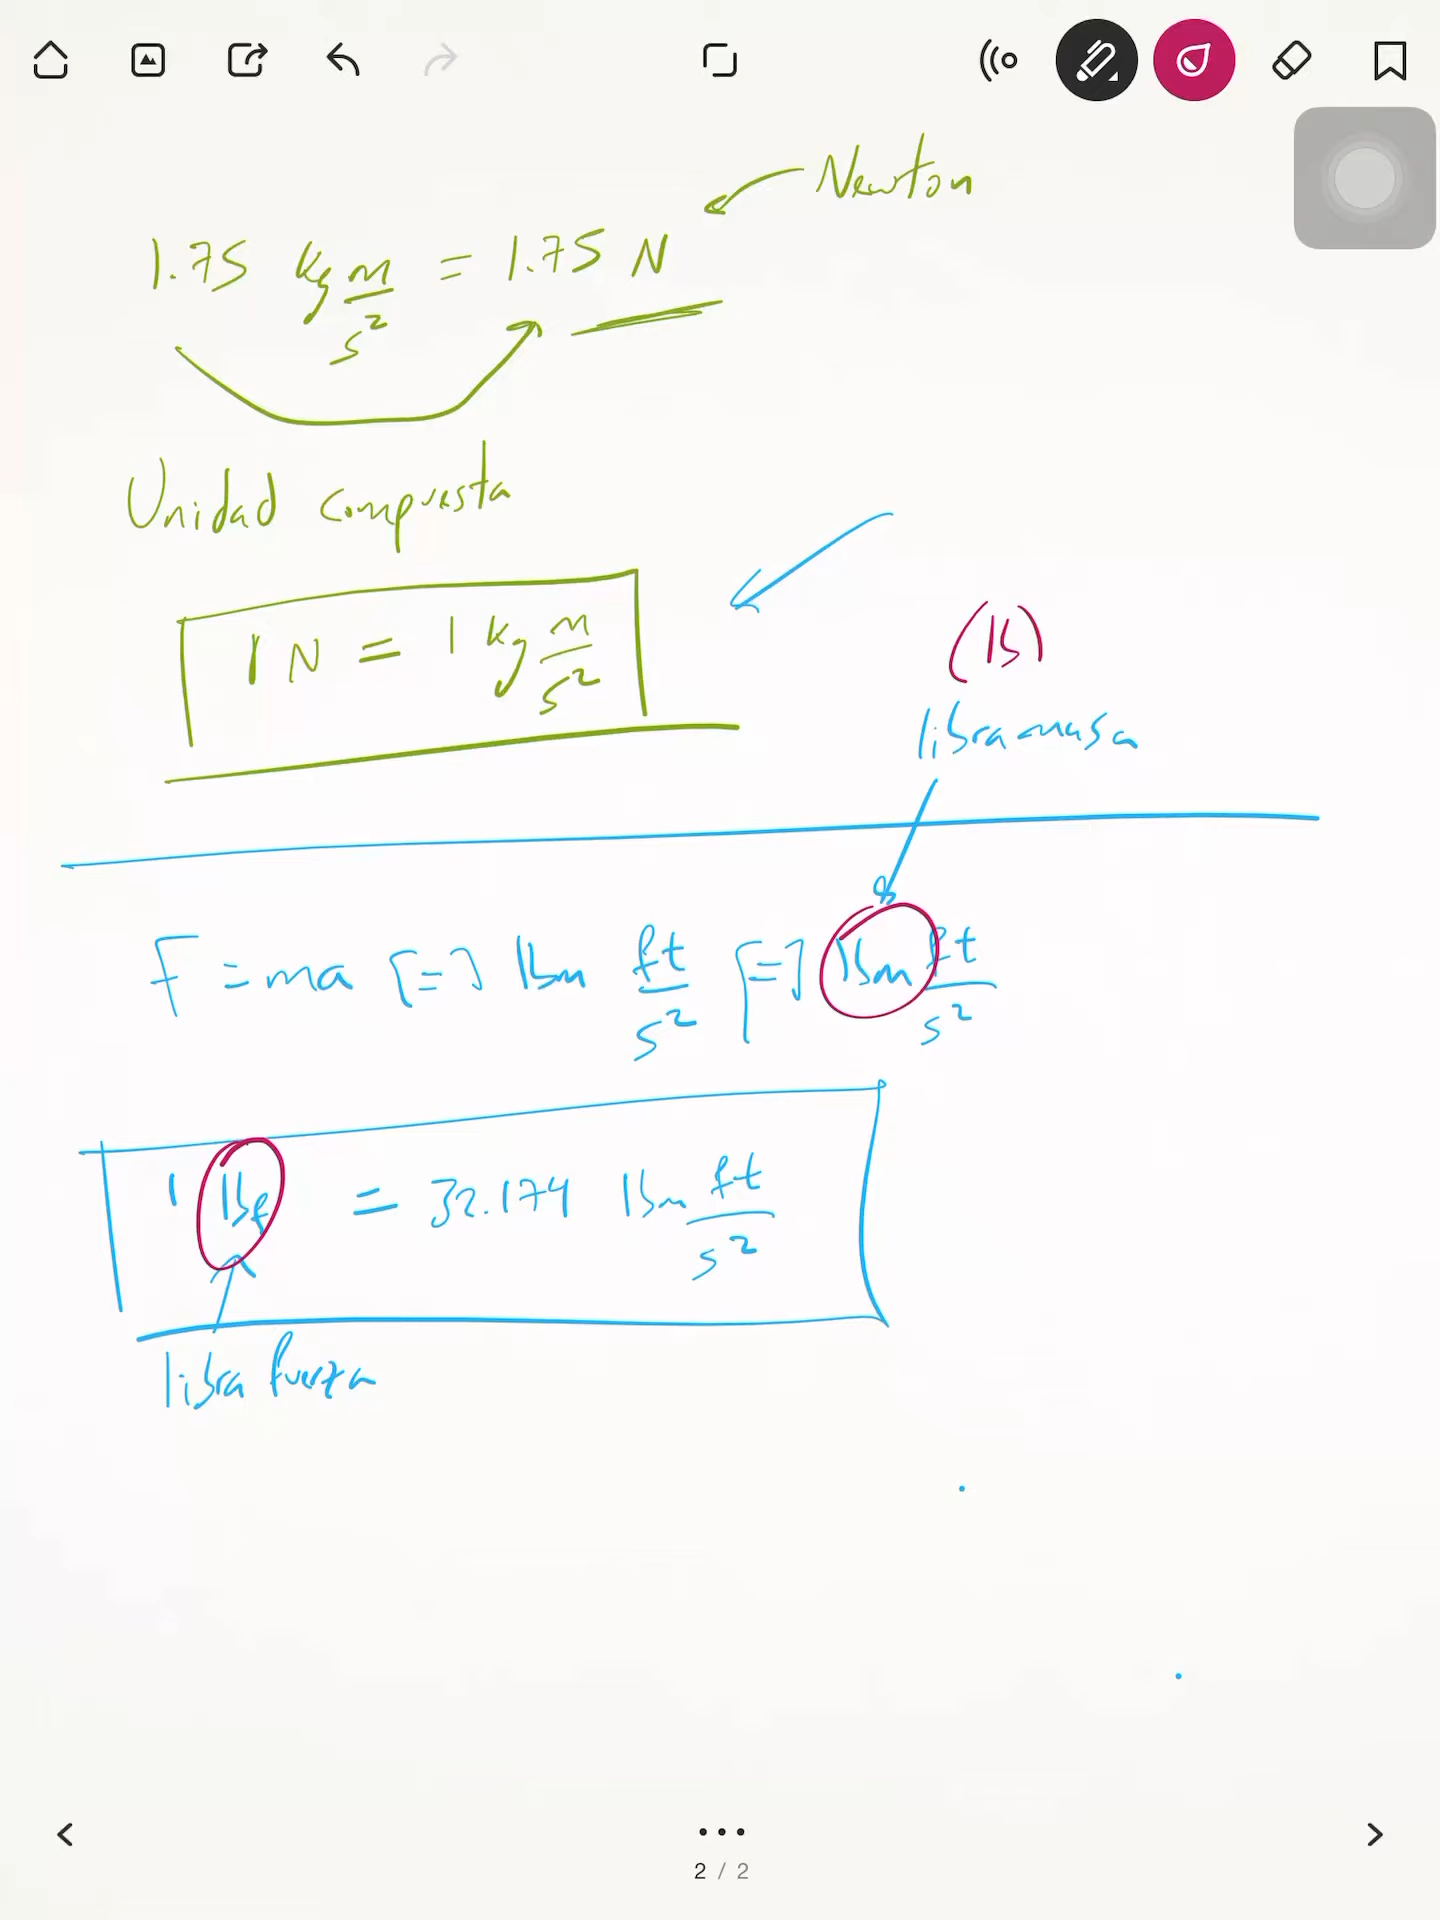 Newton
1.75 kg m/s² = 1.75 N
Unidad compuesta
1 N = 1 kg m/s²
(lb)
libra masa
F = ma [=] lbm ft/s² [=] lbm ft/s²
1 lbf = 32.174 lbm ft/s²
libra fuerza
2 / 2